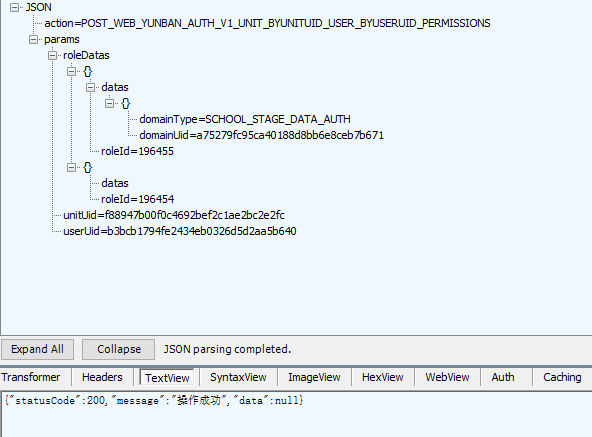 JSON
action=POST_WEB_YUNBAN_AUTH_V1_UNIT_BYUNITUID_USER_BYUSERUID_PERMISSIONS
params
roleDatas
{}
datas
{}
domainType=SCHOOL_STAGE_DATA_AUTH
domainUid=a75279fc95ca40188d8bb6e8ceb7b671
roleId=196455
{}
datas
roleId=196454
unitUid=f88947b00f0c4692bef2c1ae2bc2e2fc
userUid=b3bcb1794fe2434eb0326d5d2aa5b640
Expand All Collapse JSON parsing completed.
Transformer Headers TextView SyntaxView ImageView HexView WebView Auth Caching
{"statusCode":200,"message":"操作成功","data":null}